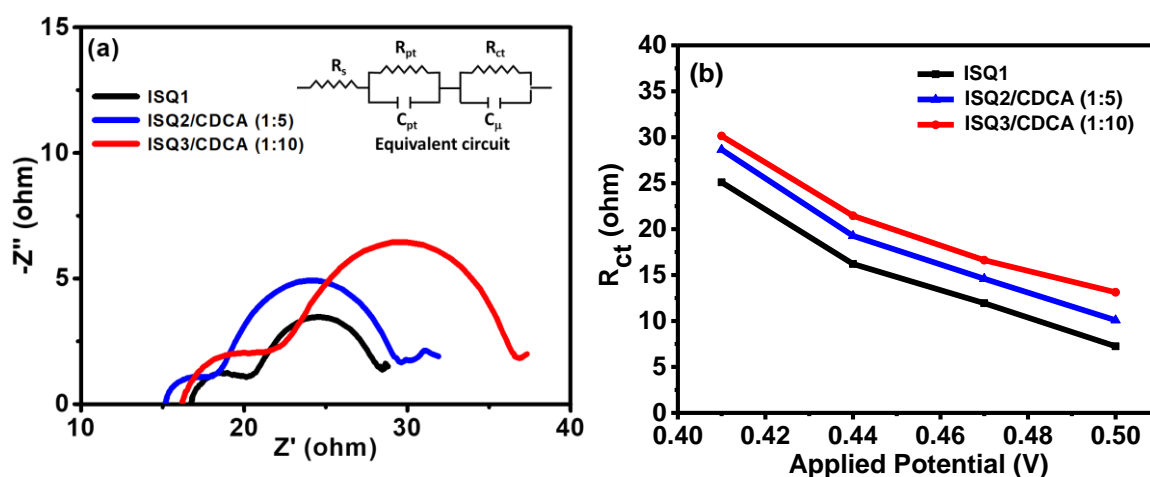 (a)
15
10
5
0
-Z" (ohm)
10 20 30 40
Z' (ohm)
ISQ1
ISQ2/CDCA (1:5)
ISQ3/CDCA (1:10)
Rs
Rpt
Rct
Cpt
Cμ
Equivalent circuit
(b)
40
35
30
25
20
15
10
5
0
Rct (ohm)
0.40 0.42 0.44 0.46 0.48 0.50
Applied Potential (V)
ISQ1
ISQ2/CDCA (1:5)
ISQ3/CDCA (1:10)